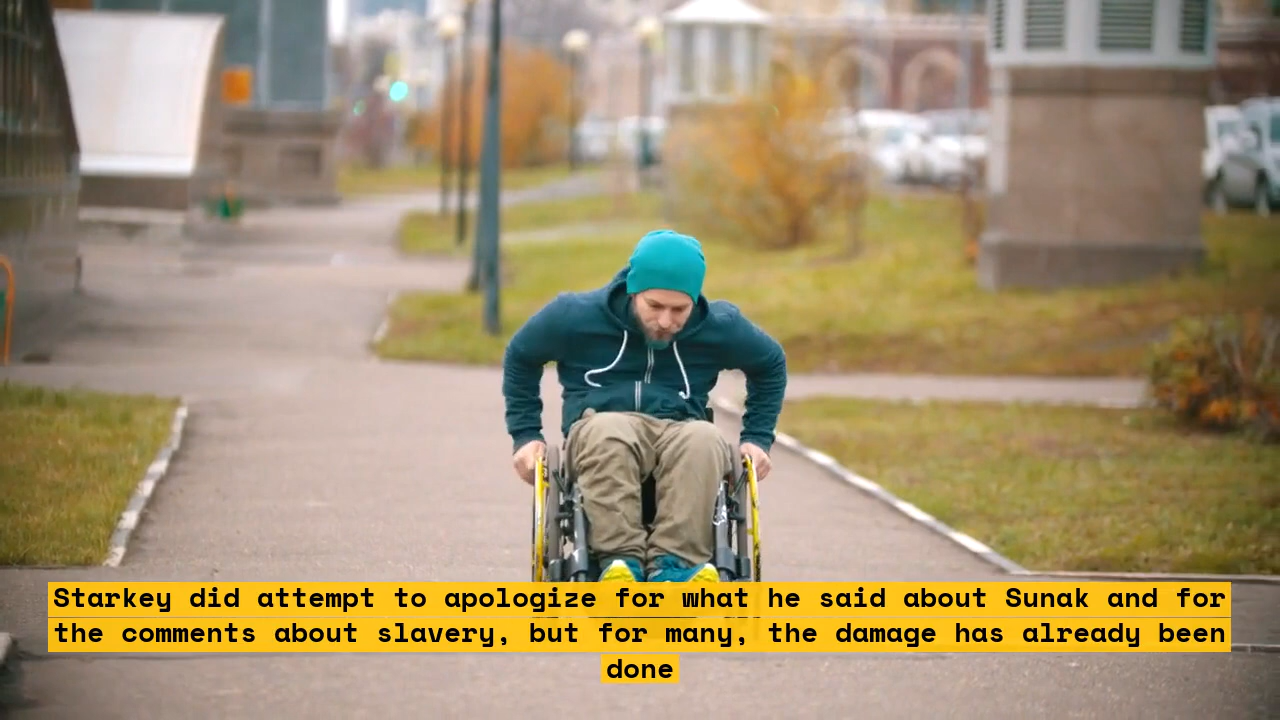 Starkey did attempt to apologize for what he said about Sunak and for
the comments about slavery, but for many, the damage has already been
done